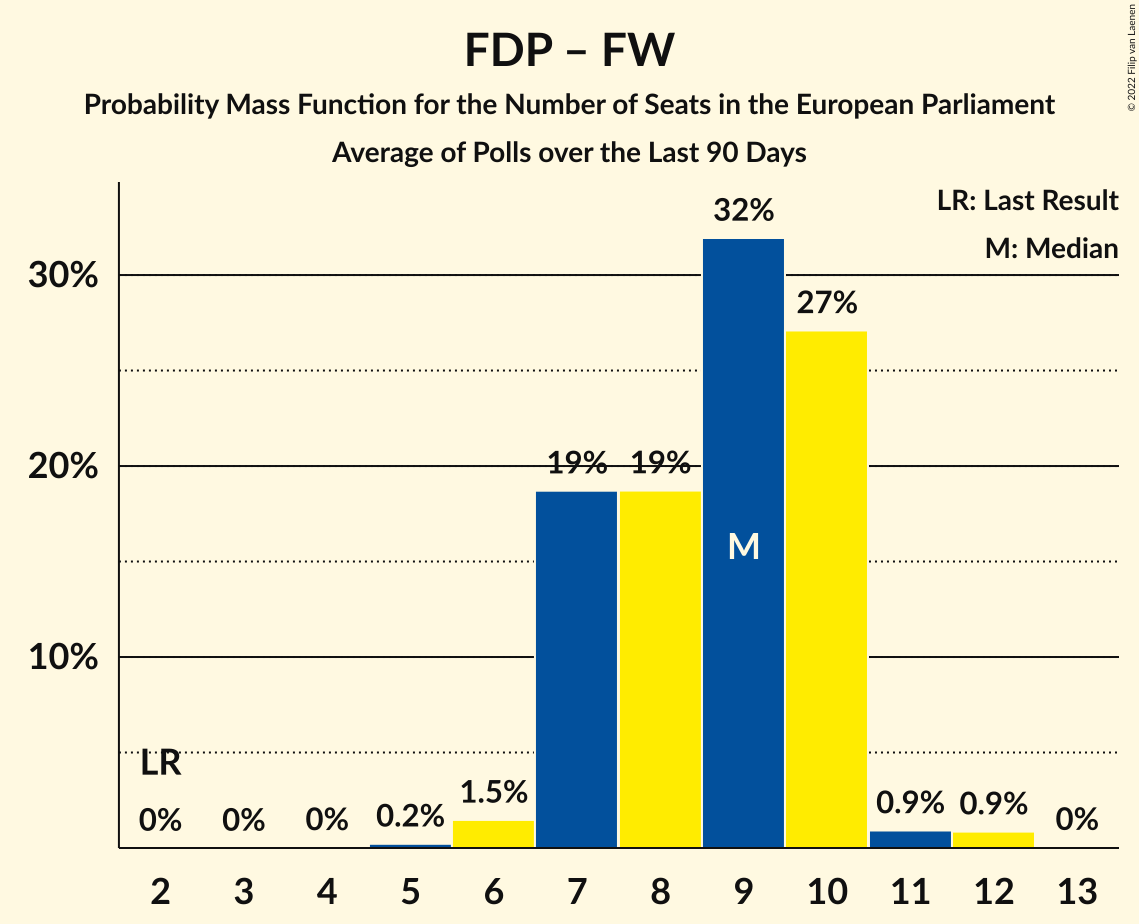 FDP – FW
Probability Mass Function for the Number of Seats in the European Parliament
Average of Polls over the Last 90 Days
© 2022 Filip van Laenen
LR: Last Result
M: Median
30%
20%
10%
LR
0%
0%
0%
0.2%
1.5%
19%
19%
32%
M
27%
0.9%
0.9%
0%
2 3 4 5 6 7 8 9 10 11 12 13